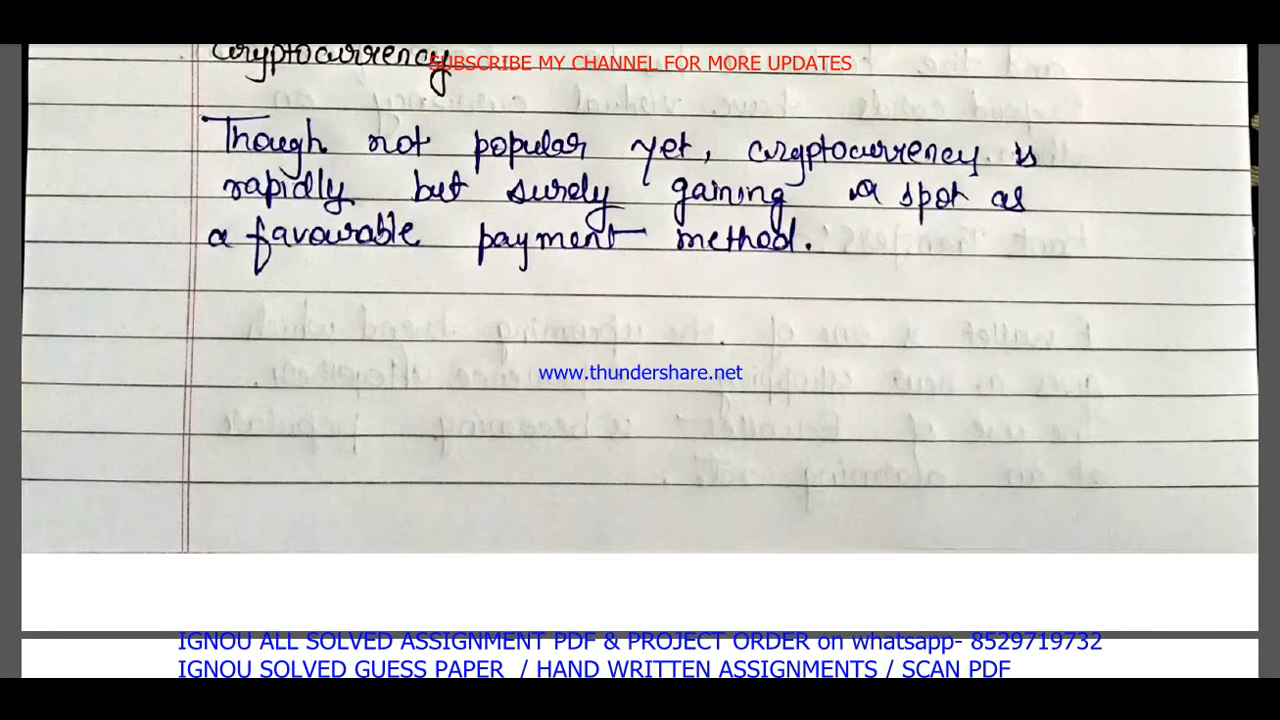 Cryptocurrency
SUBSCRIBE MY CHANNEL FOR MORE UPDATES
Though not popular yet, cryptocurrency is
rapidly but surely gaining a spot as
a favourable payment method.
www.thundershare.net
IGNOU ALL SOLVED ASSIGNMENT PDF & PROJECT ORDER on whatsapp- 8529719732
IGNOU SOLVED GUESS PAPER / HAND WRITTEN ASSIGNMENTS / SCAN PDF